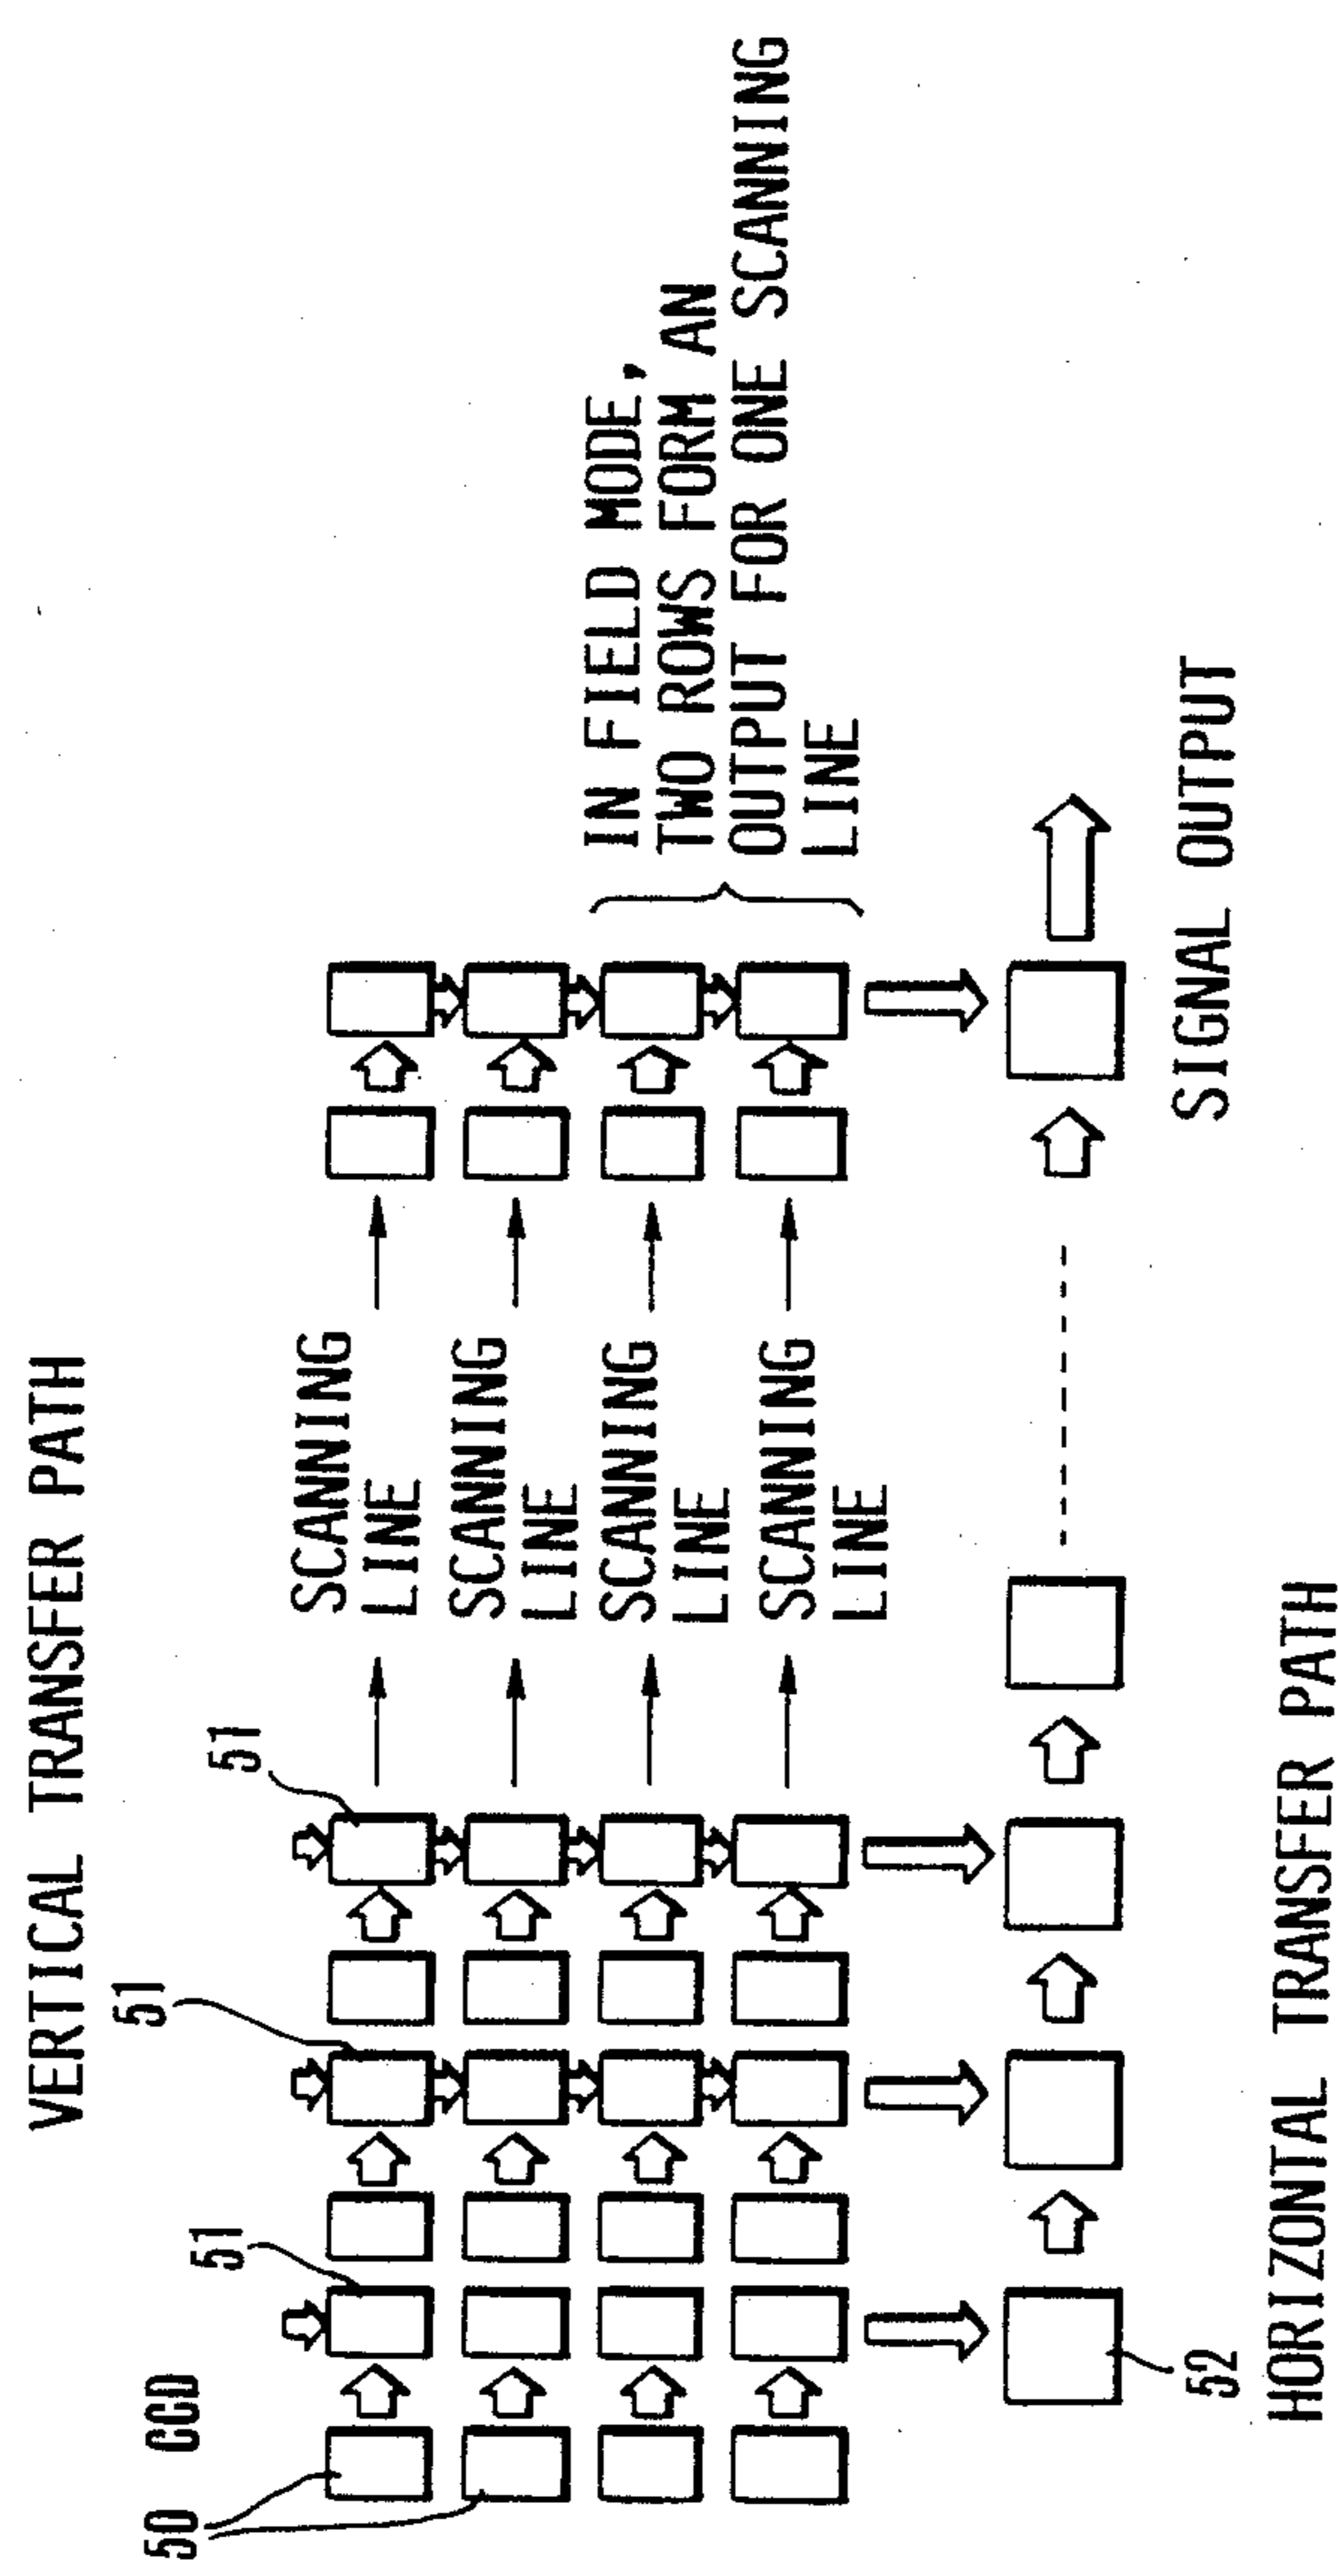 VERTICAL TRANSFER PATH
50 CCD
51
51
51
SCANNING
LINE
SCANNING
LINE
SCANNING
LINE
SCANNING
LINE
IN FIELD MODE,
TWO ROWS FORM AN
OUTPUT FOR ONE SCANNING
LINE
52
SIGNAL OUTPUT
HORIZONTAL TRANSFER PATH